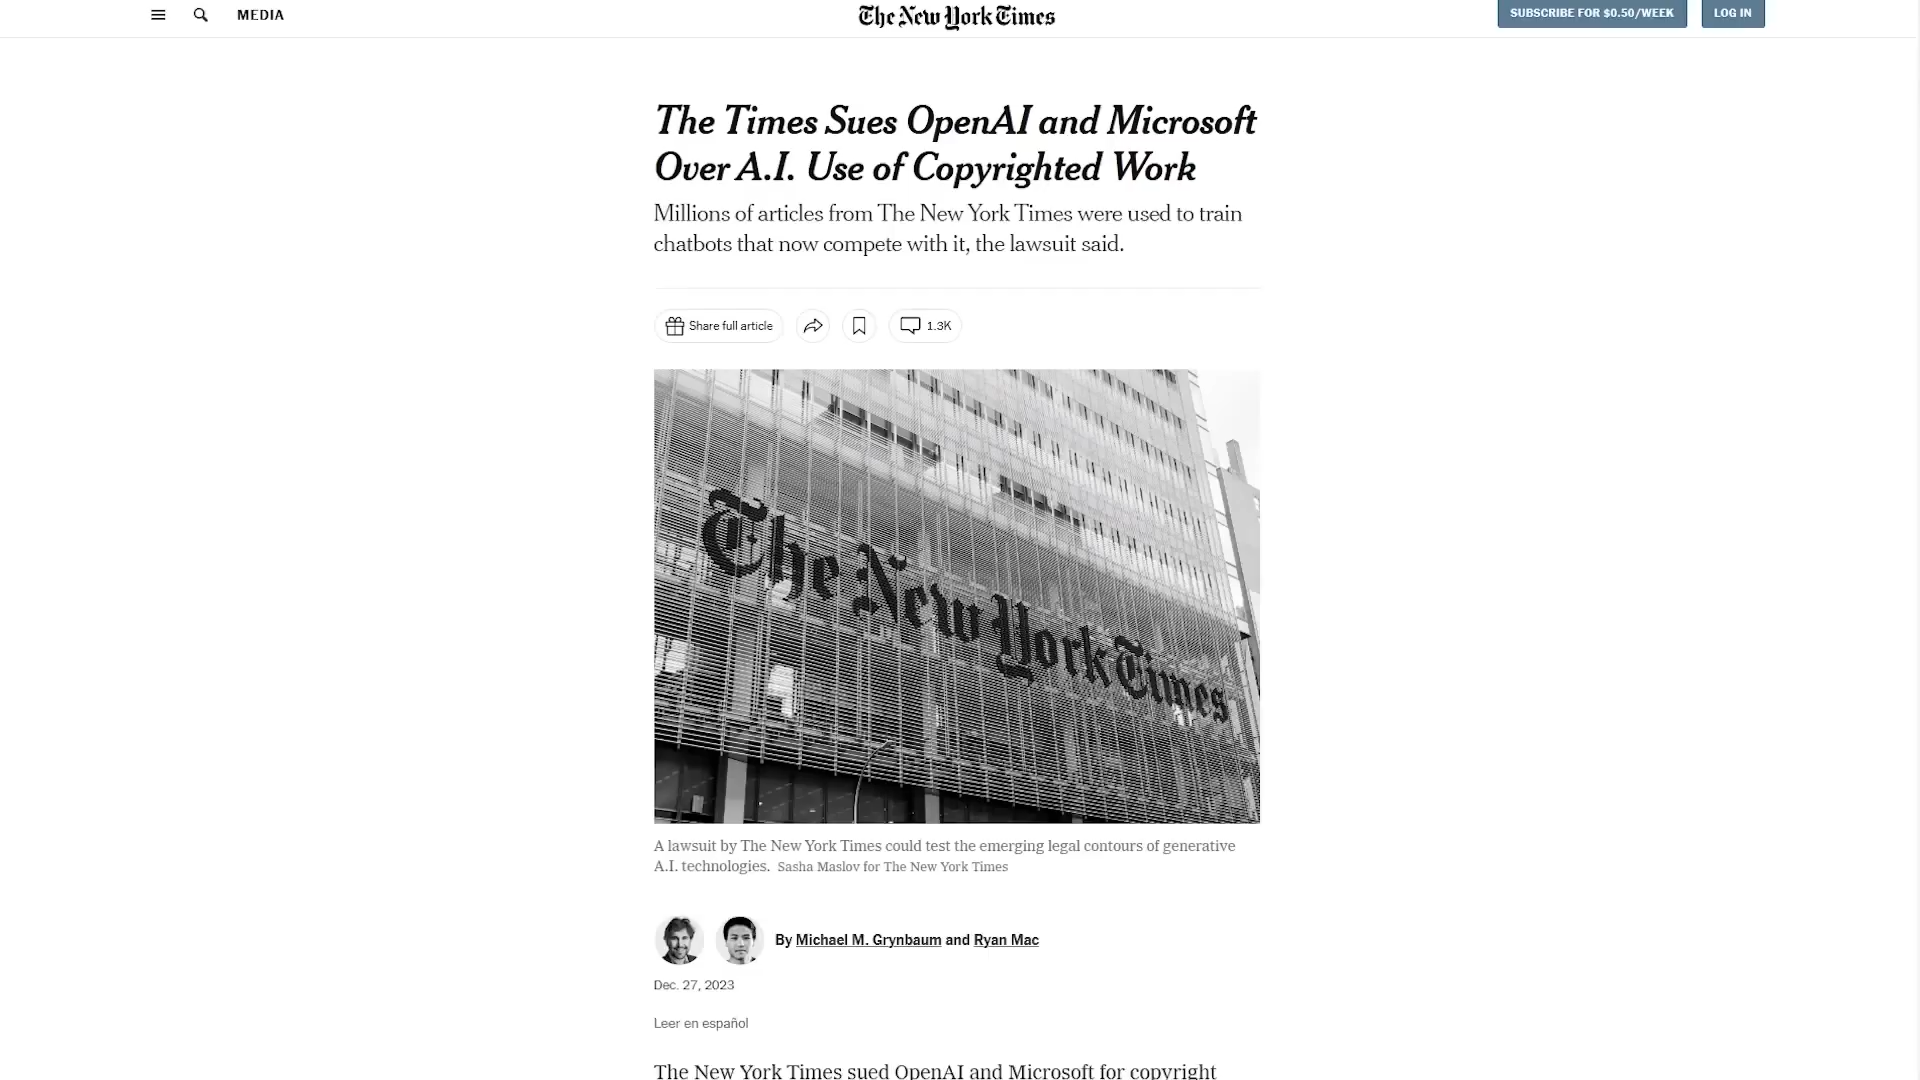 MEDIA
The New York Times
SUBSCRIBE FOR $0.50/WEEK
LOG IN
The Times Sues OpenAI and Microsoft
Over A.I. Use of Copyrighted Work
Millions of articles from The New York Times were used to train
chatbots that now compete with it, the lawsuit said.
Share full article
1.3K
The New York Times
A lawsuit by The New York Times could test the emerging legal contours of generative
A.I. technologies. Sasha Maslov for The New York Times
By Michael M. Grynbaum and Ryan Mac
Dec. 27, 2023
Leer en español
The New York Times sued OpenAI and Microsoft for copyright